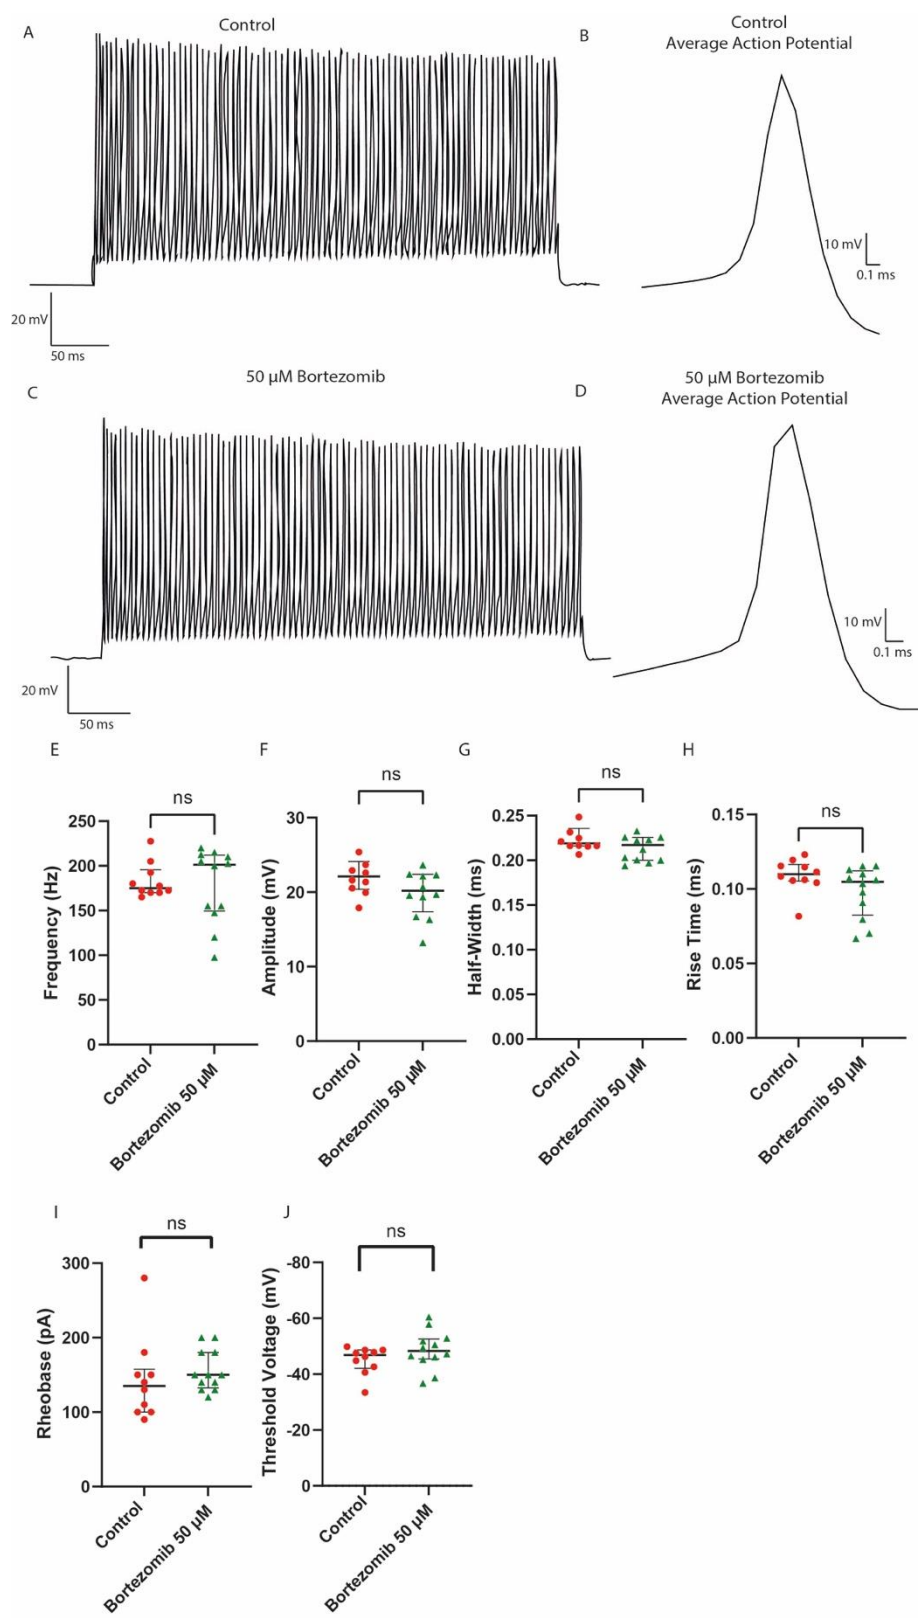 A
Control
B
Control
Average Action Potential
10 mV
0.1 ms
20 mV
50 ms
C
50 µM Bortezomib
D
50 µM Bortezomib
Average Action Potential
10 mV
0.1 ms
20 mV
50 ms
E
ns
Frequency (Hz)
250
200
150
100
50
0
Control
Bortezomib 50 µM
F
ns
Amplitude (mV)
30
20
10
0
Control
Bortezomib 50 µM
G
ns
Half-Width (ms)
0.25
0.20
0.15
0.10
0.05
0.00
Control
Bortezomib 50 µM
H
ns
Rise Time (ms)
0.15
0.10
0.05
0.00
Control
Bortezomib 50 µM
I
ns
Rheobase (pA)
300
200
100
0
Control
Bortezomib 50 µM
J
ns
Threshold Voltage (mV)
-80
-60
-40
-20
0
Control
Bortezomib 50 µM